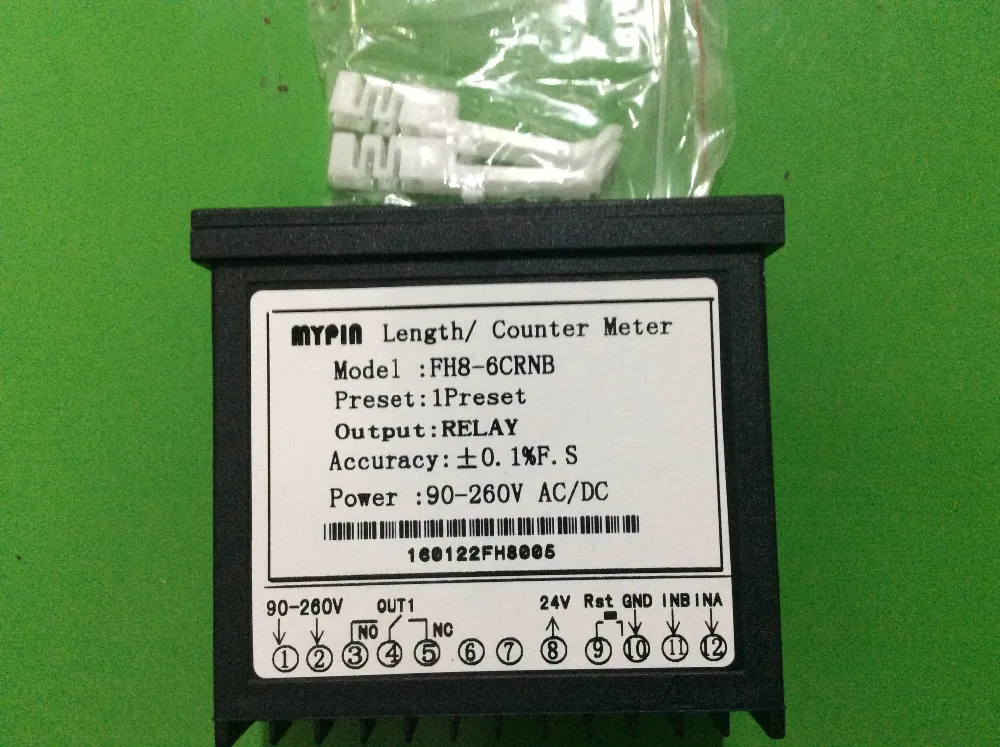 MYPIN Length/ Counter Meter
Model :FH8-6CRNB
Preset:1Preset
Output:RELAY
Accuracy:±0.1%F.S
Power :90-260V AC/DC
160122FH8005
90-260V OUT1 24V Rst GND INB INA
NO NC
① ② ③ ④ ⑤ ⑥ ⑦ ⑧ ⑨ ⑩ ⑪ ⑫